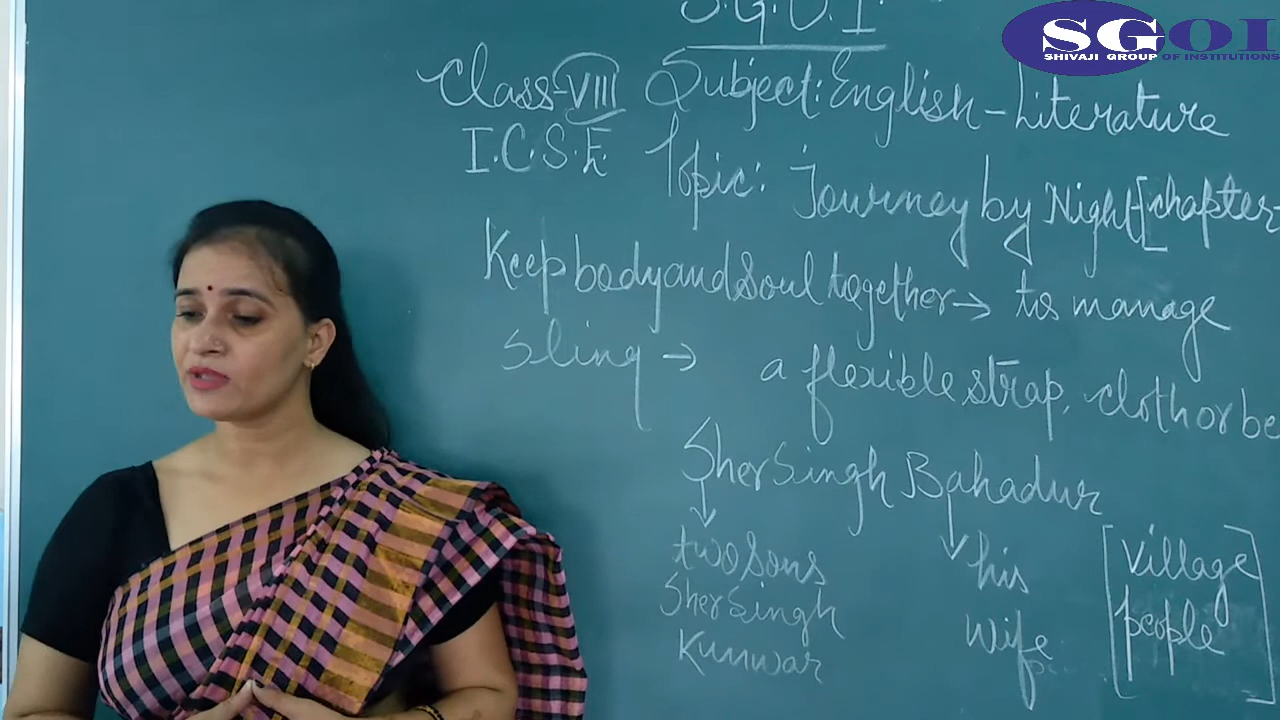 S.G.O.I.
SGOI
SHIVAJI GROUP OF INSTITUTIONS
Class-VIII Subject: English-Literature
I.C.S.E. Topic: Journey by Night-[chapter-
Keep body and Soul together → to manage
Sling → a flexible strap, cloth or be
Sher Singh Bahadur
two Sons his [Village
Sher Singh wife people]
Kunwar